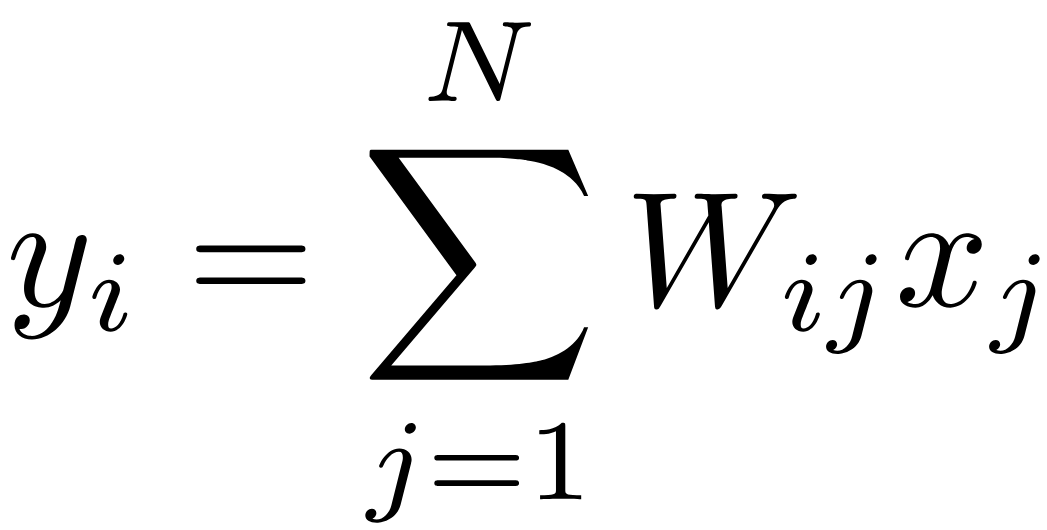 y_i = \sum_{j=1}^{N} W_{ij} x_j